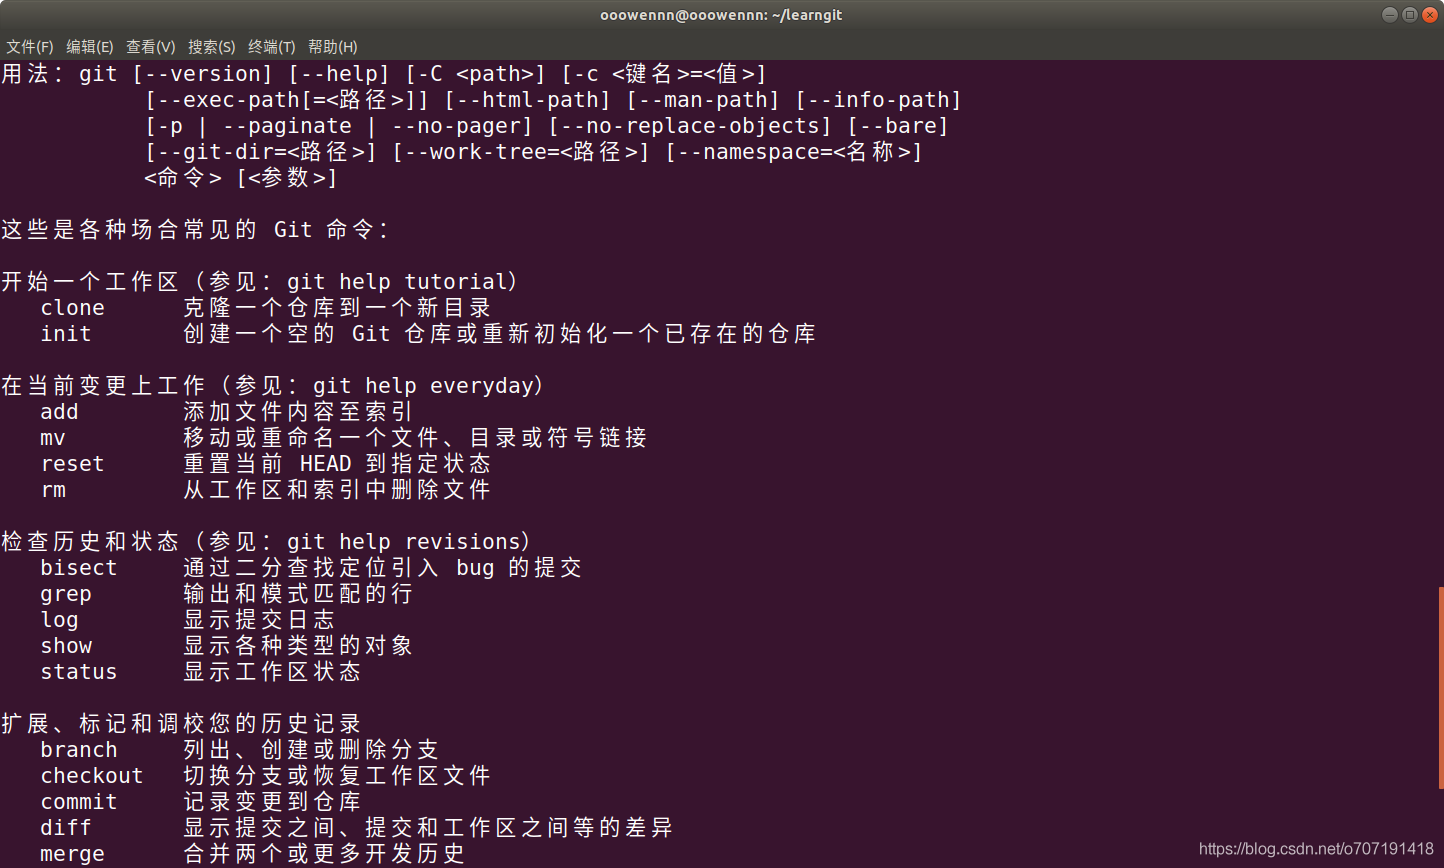 ooowennn@ooowennn: ~/learngit
文件(F) 编辑(E) 查看(V) 搜索(S) 终端(T) 帮助(H)
用法：git [--version] [--help] [-C <path>] [-c <键名>=<值>]
[--exec-path[=<路径>]] [--html-path] [--man-path] [--info-path]
[-p | --paginate | --no-pager] [--no-replace-objects] [--bare]
[--git-dir=<路径>] [--work-tree=<路径>] [--namespace=<名称>]
<命令> [<参数>]
这些是各种场合常见的 Git 命令：
开始一个工作区（参见：git help tutorial）
clone 克隆一个仓库到一个新目录
init 创建一个空的 Git 仓库或重新初始化一个已存在的仓库
在当前变更上工作（参见：git help everyday）
add 添加文件内容至索引
mv 移动或重命名一个文件、目录或符号链接
reset 重置当前 HEAD 到指定状态
rm 从工作区和索引中删除文件
检查历史和状态（参见：git help revisions）
bisect 通过二分查找定位引入 bug 的提交
grep 输出和模式匹配的行
log 显示提交日志
show 显示各种类型的对象
status 显示工作区状态
扩展、标记和调校您的历史记录
branch 列出、创建或删除分支
checkout 切换分支或恢复工作区文件
commit 记录变更到仓库
diff 显示提交之间、提交和工作区之间等的差异
merge 合并两个或更多开发历史
https://blog.csdn.net/o707191418